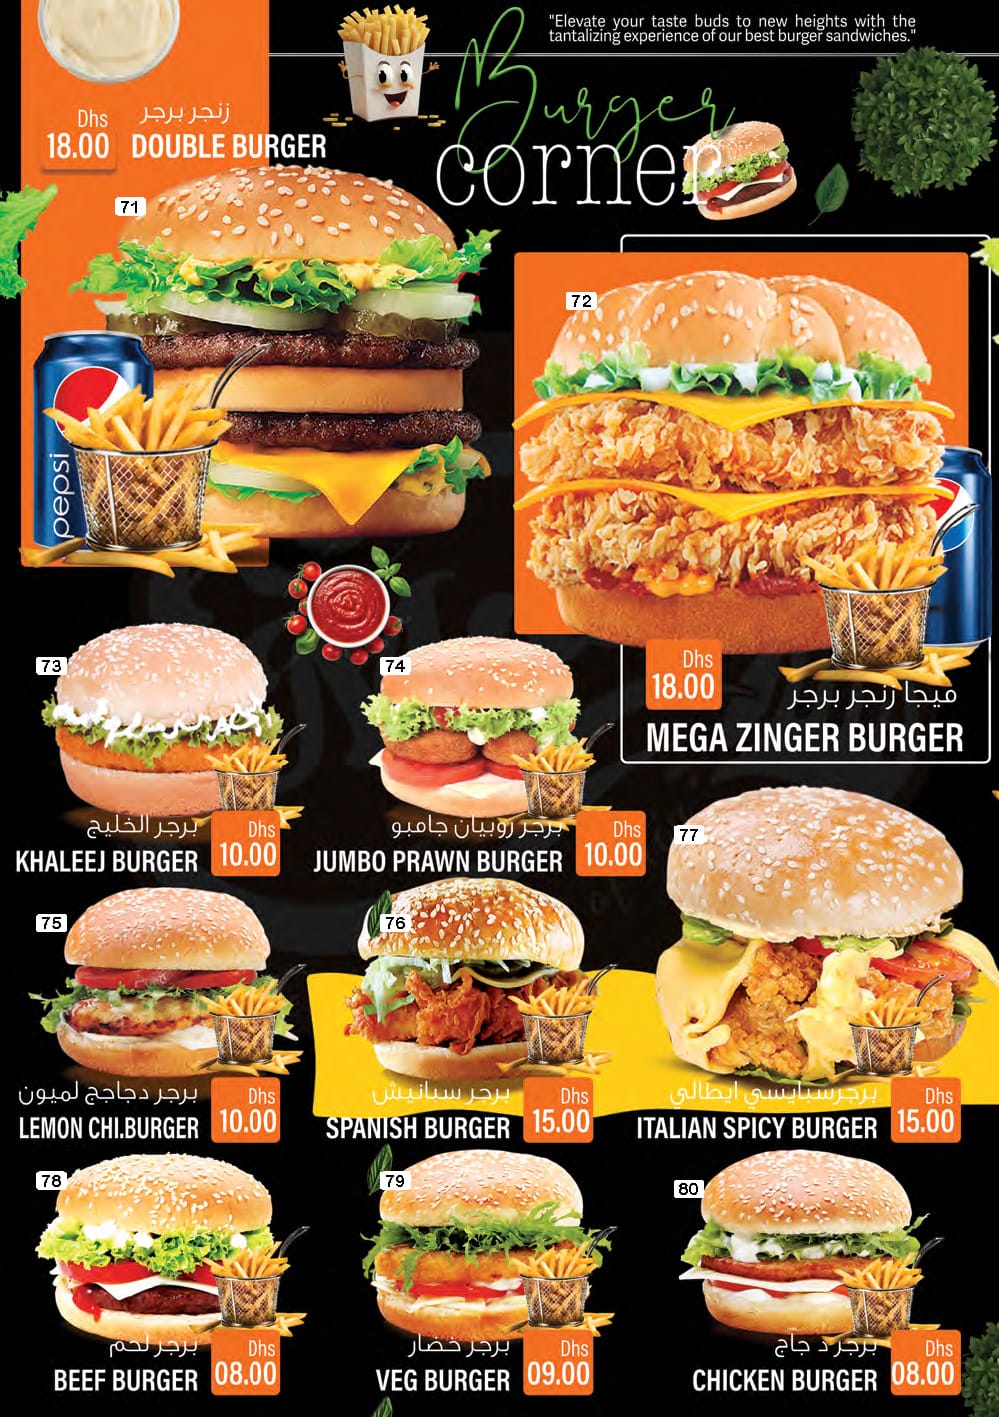 "Elevate your taste buds to new heights with the
tantalizing experience of our best burger sandwiches."
Burger
corner
Dhs
18.00
زنجر برجر
DOUBLE BURGER
71
pepsi
72
Dhs
18.00
ميجا زنجر برجر
MEGA ZINGER BURGER
73
برجر الخليج
KHALEEJ BURGER
Dhs
10.00
74
برجر روبيان جامبو
JUMBO PRAWN BURGER
Dhs
10.00
75
برجر دجاجج لميون
LEMON CHI.BURGER
Dhs
10.00
76
برجر سبانيش
SPANISH BURGER
Dhs
15.00
77
برجرسبايسي ايطالي
ITALIAN SPICY BURGER
Dhs
15.00
78
برجر لحم
BEEF BURGER
Dhs
08.00
79
برجر خضار
VEG BURGER
Dhs
09.00
80
برجر د جاج
CHICKEN BURGER
Dhs
08.00